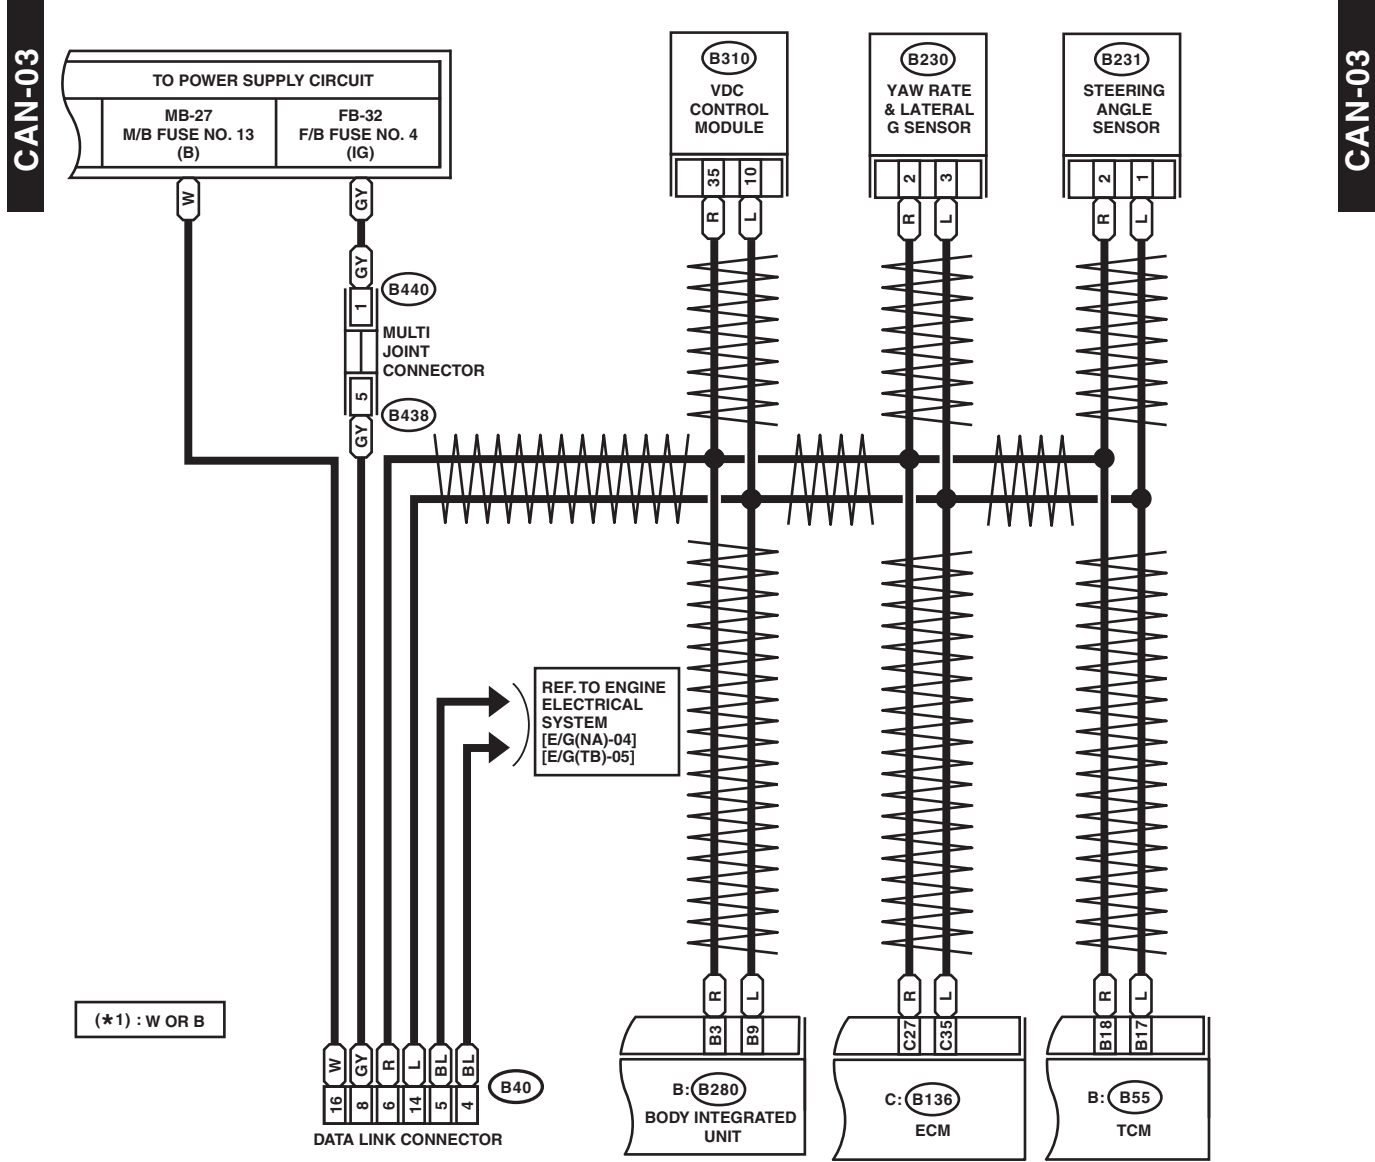 CAN-03
CAN-03
TO POWER SUPPLY CIRCUIT
MB-27
M/B FUSE NO. 13
(B)
FB-32
F/B FUSE NO. 4
(IG)
W
GY
GY
B440
1
MULTI
JOINT
CONNECTOR
5
B438
GY
B310
VDC
CONTROL
MODULE
35
10
R
L
B230
YAW RATE
& LATERAL
G SENSOR
2
3
R
L
B231
STEERING
ANGLE
SENSOR
2
1
R
L
REF. TO ENGINE
ELECTRICAL
SYSTEM
[E/G(NA)-04]
[E/G(TB)-05]
(*1) : W OR B
W
GY
R
L
BL
BL
16
8
6
14
5
4
B40
DATA LINK CONNECTOR
R
L
B3
B9
B: B280
BODY INTEGRATED
UNIT
R
L
C27
C35
C: B136
ECM
R
L
B18
B17
B: B55
TCM